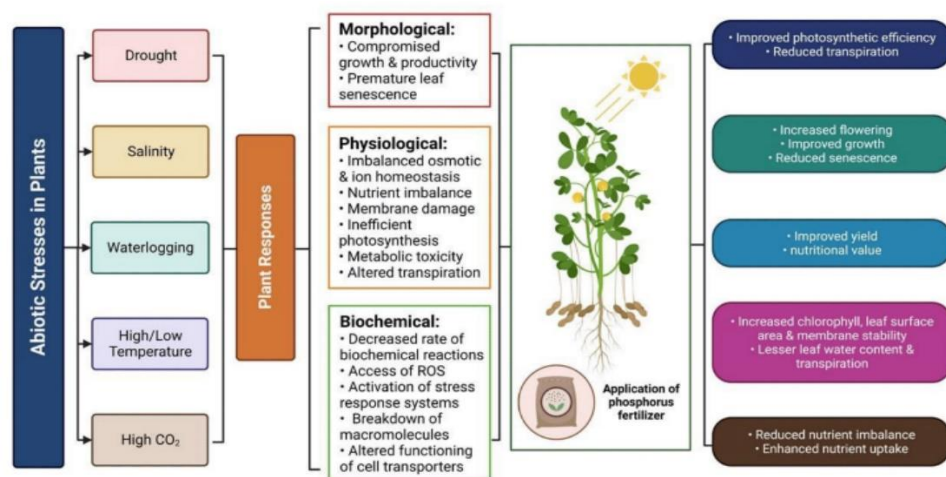 Abiotic Stresses in Plants
Drought
Salinity
Waterlogging
High/Low
Temperature
High CO₂
Plant Responses
Morphological:
• Compromised
growth & productivity
• Premature leaf
senescence
Physiological:
• Imbalanced osmotic
& ion homeostasis
• Nutrient imbalance
• Membrane damage
• Inefficient
photosynthesis
• Metabolic toxicity
• Altered transpiration
Biochemical:
• Decreased rate of
biochemical reactions
• Access of ROS
• Activation of stress
response systems
• Breakdown of
macromolecules
• Altered functioning
of cell transporters
Application of
phosphorus
fertilizer
• Improved photosynthetic efficiency
• Reduced transpiration
• Increased flowering
• Improved growth
• Reduced senescence
• Improved yield
• nutritional value
• Increased chlorophyll, leaf surface
area & membrane stability
• Lesser leaf water content &
transpiration
• Reduced nutrient imbalance
• Enhanced nutrient uptake